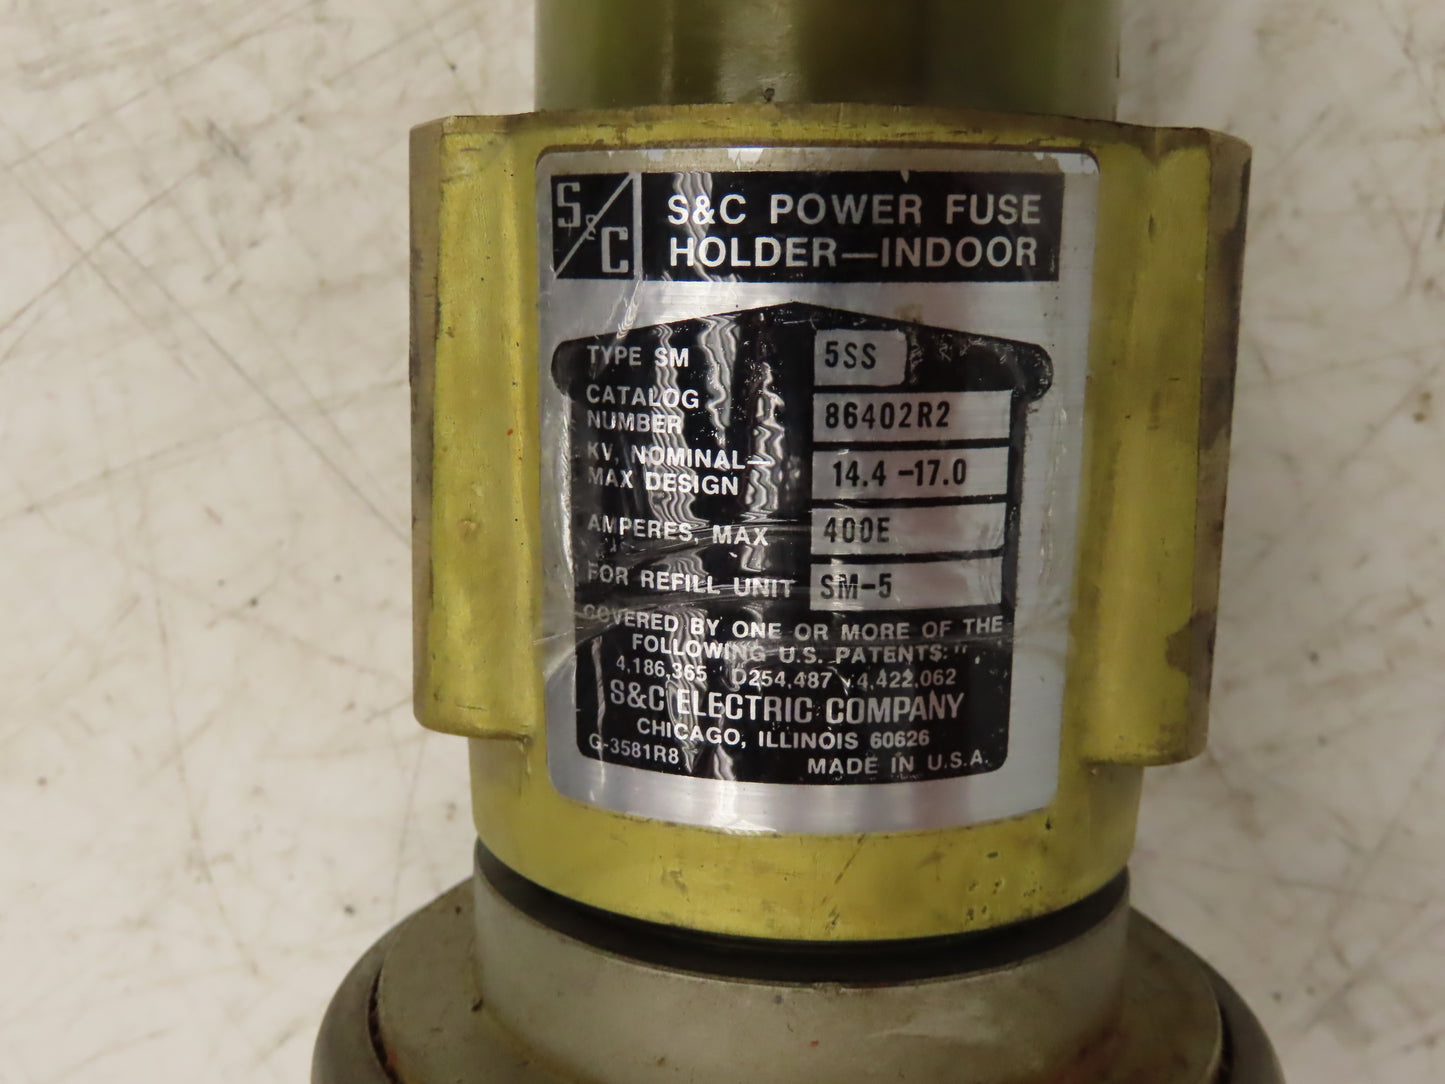 S&C
S&C POWER FUSE
HOLDER—INDOOR
TYPE SM 5SS
CATALOG
NUMBER 86402R2
KV, NOMINAL—
MAX DESIGN 14.4 -17.0
AMPERES, MAX 400E
FOR REFILL UNIT SM-5
COVERED BY ONE OR MORE OF THE
FOLLOWING U.S. PATENTS:
4,186,365 D254,487 4,422,062
S&C ELECTRIC COMPANY
CHICAGO, ILLINOIS 60626
G-3581R8 MADE IN U.S.A.